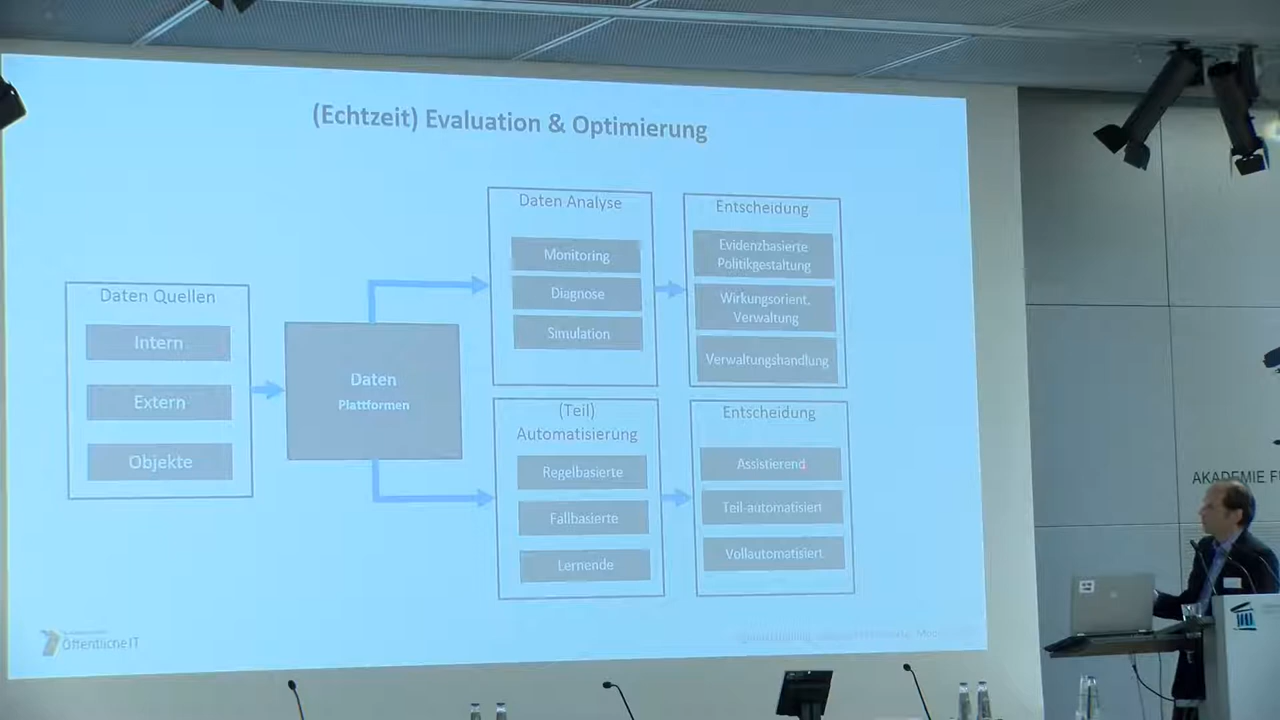 (Echtzeit) Evaluation & Optimierung
Daten Quellen
Intern
Extern
Objekte
Daten
Plattformen
Daten Analyse
Monitoring
Diagnose
Simulation
Entscheidung
Evidenzbasierte
Politikgestaltung
Wirkungsorient.
Verwaltung
Verwaltungshandlung
(Teil)
Automatisierung
Regelbasierte
Fallbasierte
Lernende
Entscheidung
Assistierend
Teil-automatisiert
Vollautomatisiert
Öffentliche IT
AKADEMIE